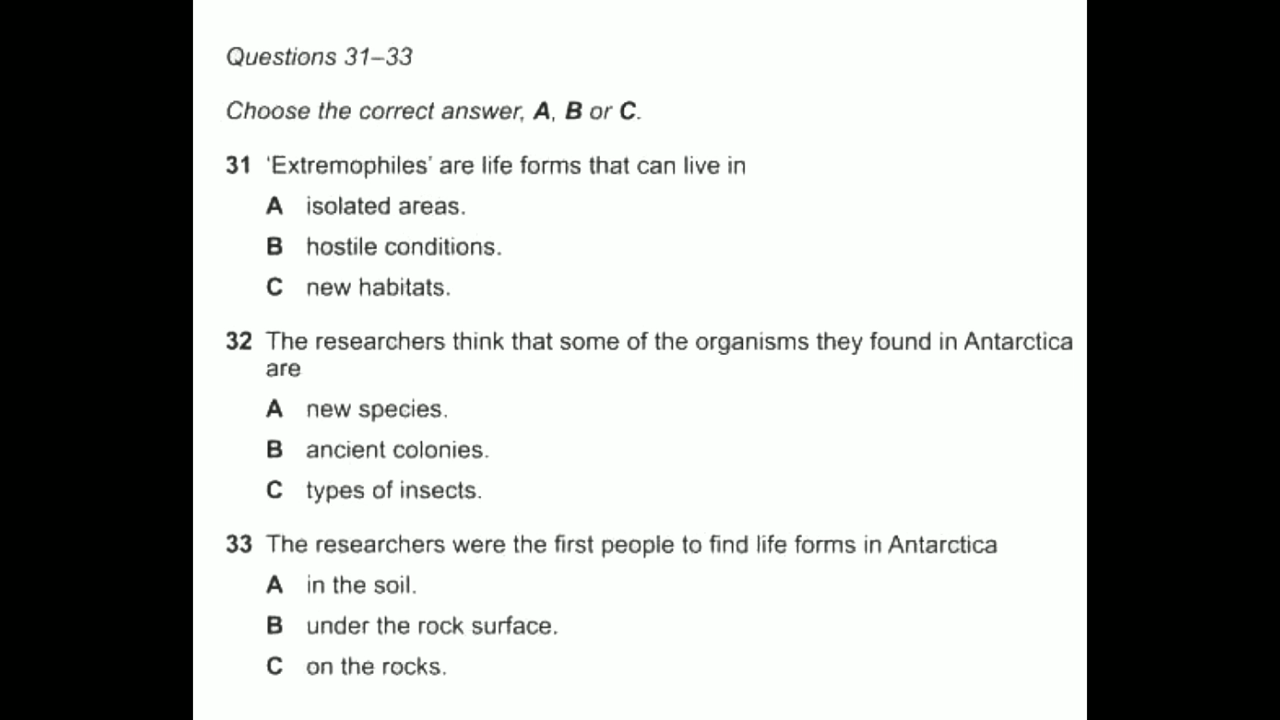 Questions 31–33
Choose the correct answer, A, B or C.
31 ‘Extremophiles’ are life forms that can live in
A isolated areas.
B hostile conditions.
C new habitats.
32 The researchers think that some of the organisms they found in Antarctica
are
A new species.
B ancient colonies.
C types of insects.
33 The researchers were the first people to find life forms in Antarctica
A in the soil.
B under the rock surface.
C on the rocks.